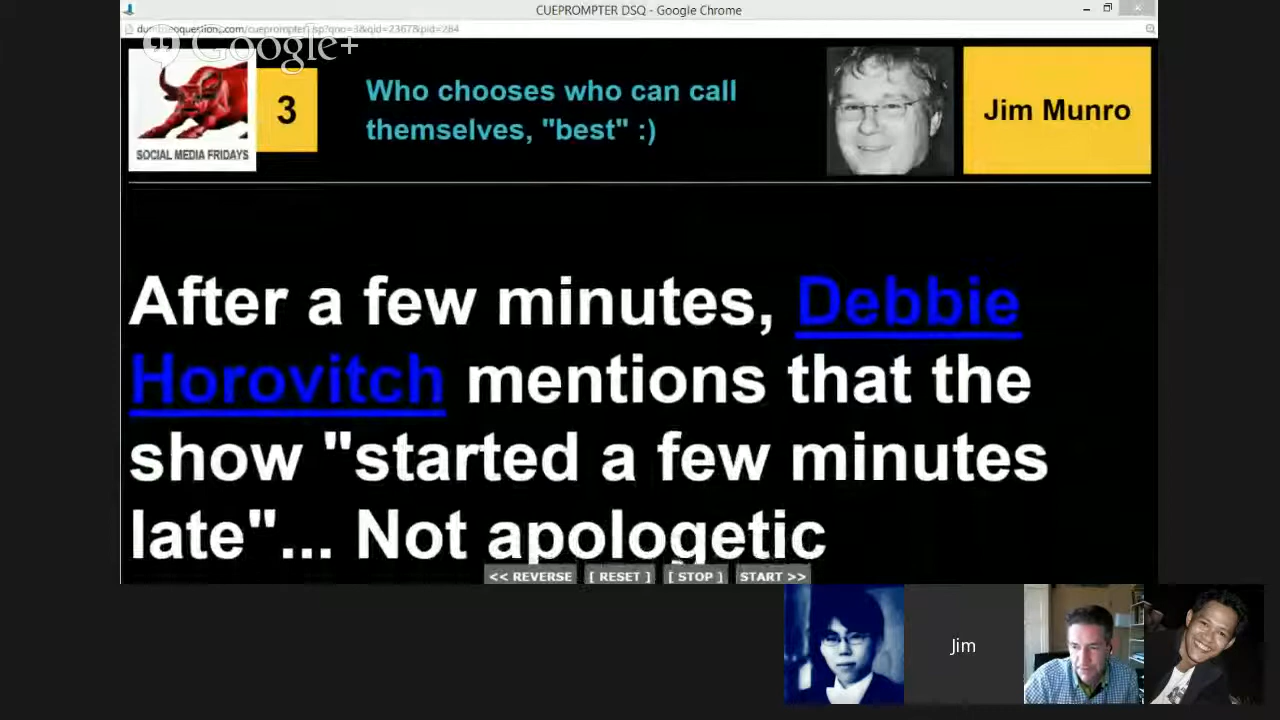 CUEPROMPTER DSQ - Google Chrome
Google+
SOCIAL MEDIA FRIDAYS
3
Who chooses who can call
themselves, "best" :)
Jim Munro
After a few minutes, Debbie
Horovitch mentions that the
show "started a few minutes
late"... Not apologetic
<< REVERSE [ RESET ] [ STOP ] START >>
Jim